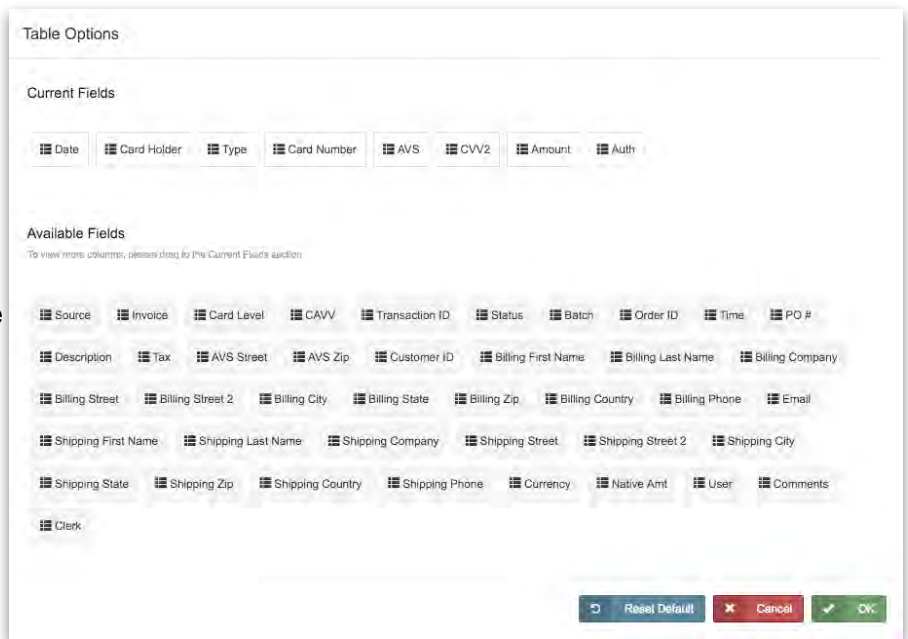 Table Options
Current Fields
Date Card Holder Type Card Number AVS CVV2 Amount Auth
Available Fields
To view more columns, please drag to the Current Fields section
e
Source Invoice Card Level CAVV Transaction ID Status Batch Order ID Time PO #
Description Tax AVS Street AVS Zip Customer ID Billing First Name Billing Last Name Billing Company
Billing Street Billing Street 2 Billing City Billing State Billing Zip Billing Country Billing Phone Email
Shipping First Name Shipping Last Name Shipping Company Shipping Street Shipping Street 2 Shipping City
Shipping State Shipping Zip Shipping Country Shipping Phone Currency Native Amt User Comments
Clerk
Reset Default Cancel OK